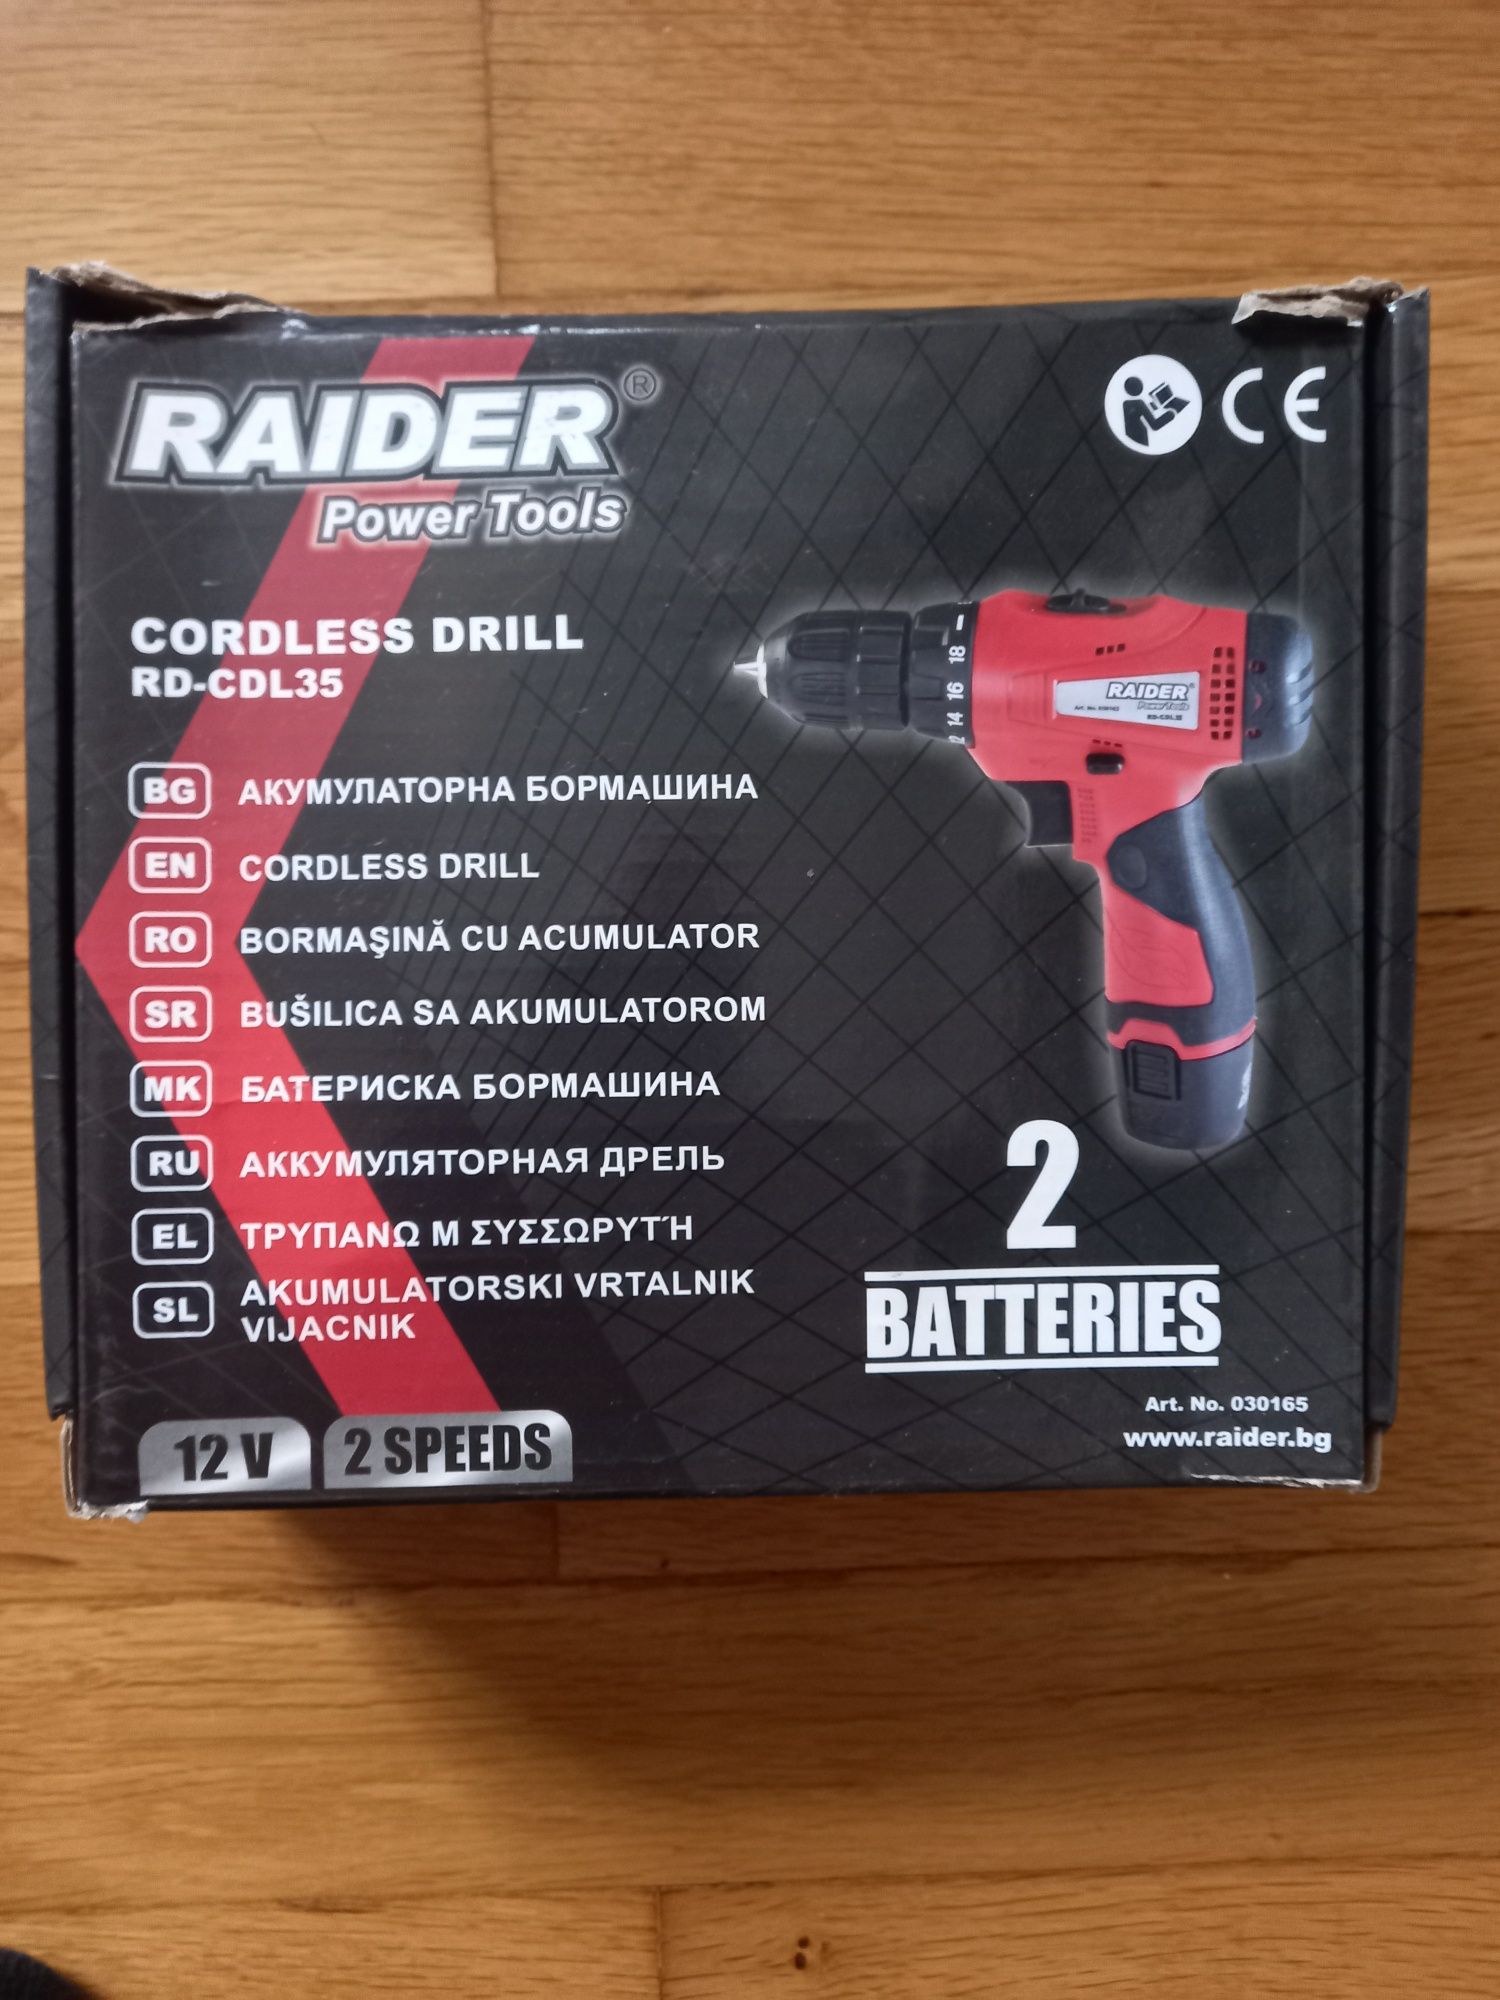 RAIDER®
Power Tools
CORDLESS DRILL
RD-CDL35
BG АКУМУЛАТОРНА БОРМАШИНА
EN CORDLESS DRILL
RO BORMAŞINĂ CU ACUMULATOR
SR BUŠILICA SA AKUMULATOROM
MK БАТЕРИСКА БОРМАШИНА
RU АККУМУЛЯТОРНАЯ ДРЕЛЬ
EL ΤΡΥΠΑΝΩ Μ ΣΥΣΣΩΡΥΤΉ
SL AKUMULATORSKI VRTALNIK
VIJACNIK
12 V 2 SPEEDS
CE
18
16
14
RAIDER®
Power Tools
2
BATTERIES
Art. No. 030165
www.raider.bg